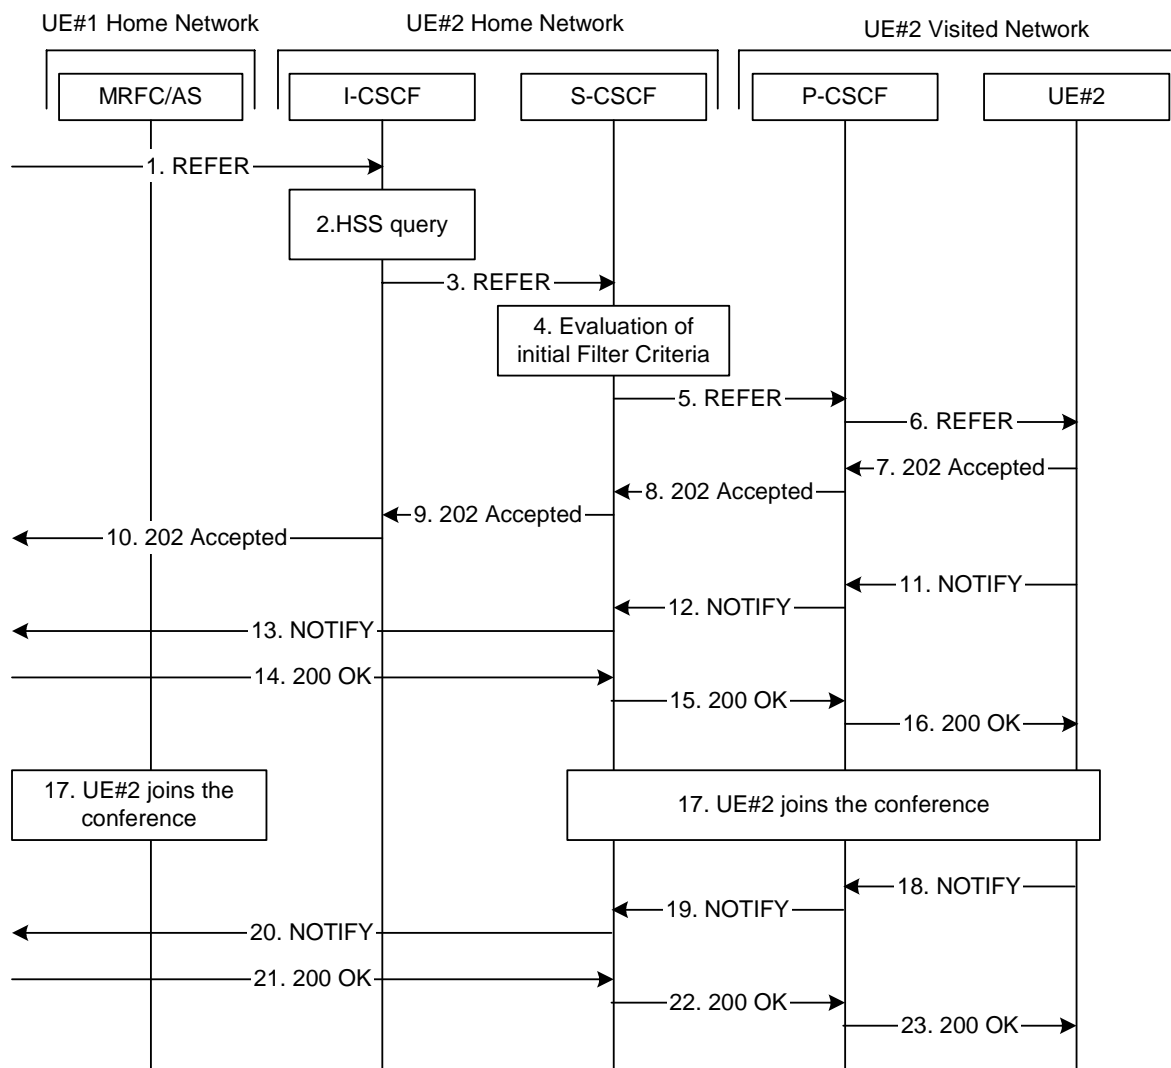 UE#1 Home Network
UE#2 Home Network
UE#2 Visited Network
MRFC/AS
I-CSCF
S-CSCF
P-CSCF
UE#2
1. REFER
2.HSS query
3. REFER
4. Evaluation of
initial Filter Criteria
5. REFER
6. REFER
7. 202 Accepted
8. 202 Accepted
9. 202 Accepted
10. 202 Accepted
11. NOTIFY
12. NOTIFY
13. NOTIFY
14. 200 OK
15. 200 OK
16. 200 OK
17. UE#2 joins the
conference
17. UE#2 joins the conference
18. NOTIFY
19. NOTIFY
20. NOTIFY
21. 200 OK
22. 200 OK
23. 200 OK